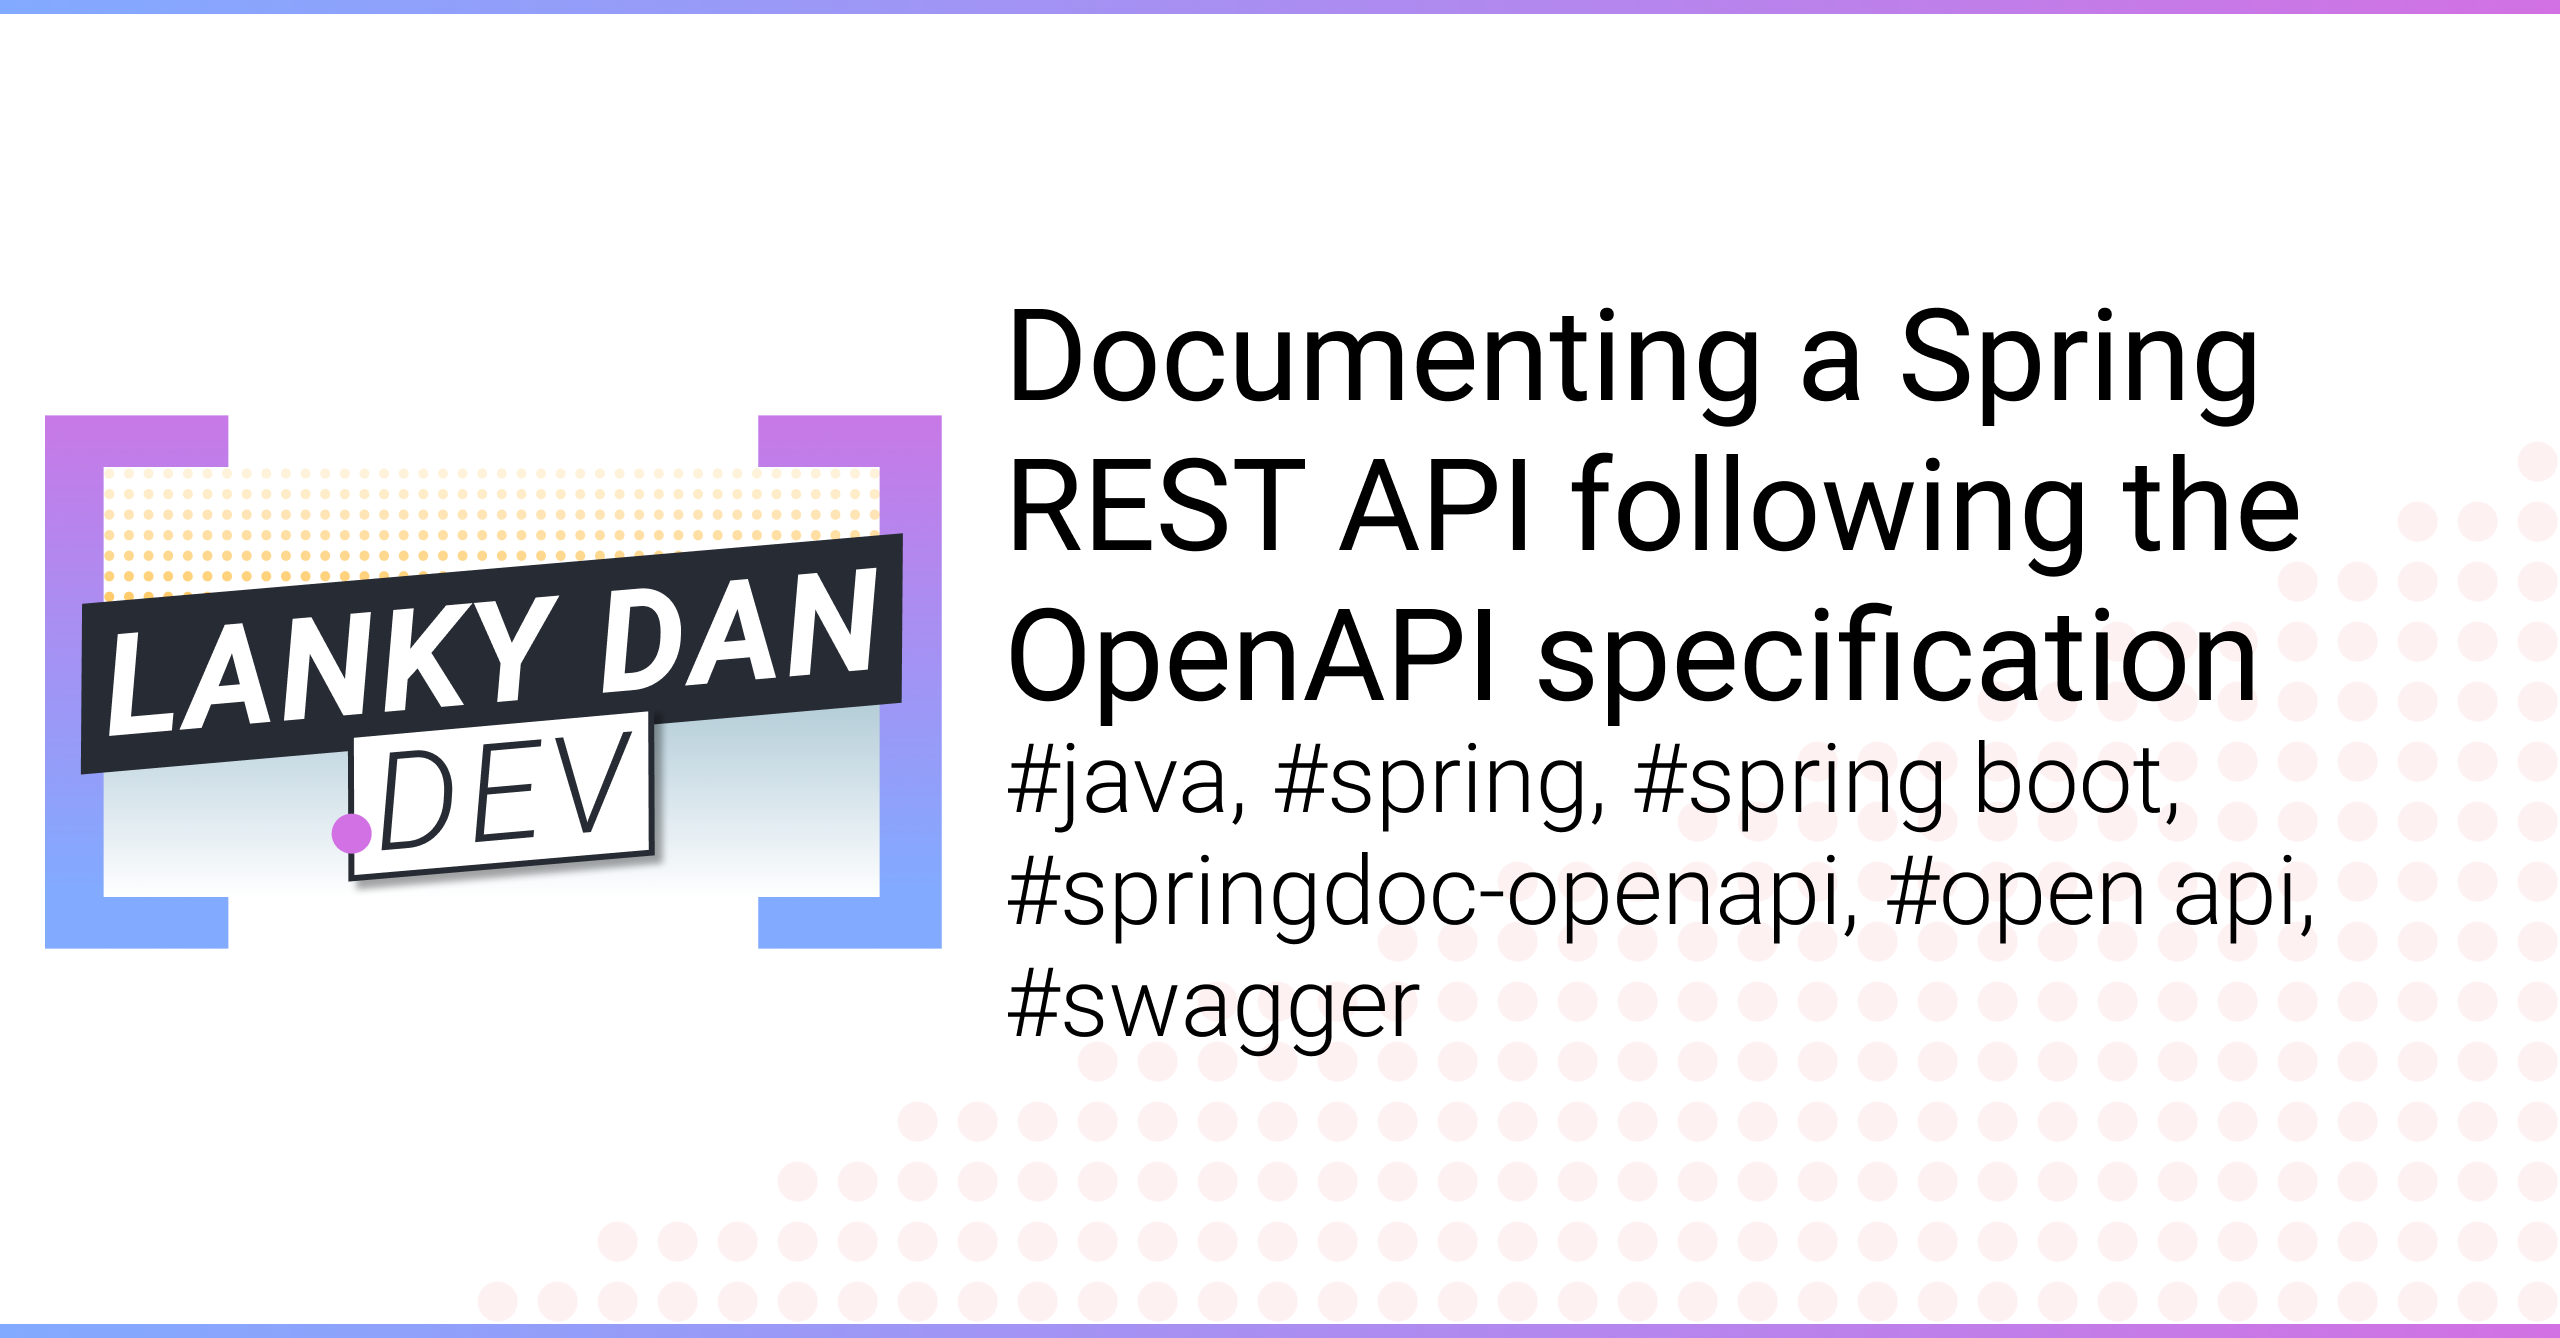 LANKY DAN
.DEV
Documenting a Spring
REST API following the
OpenAPI specification
#java, #spring, #spring boot,
#springdoc-openapi, #open api,
#swagger